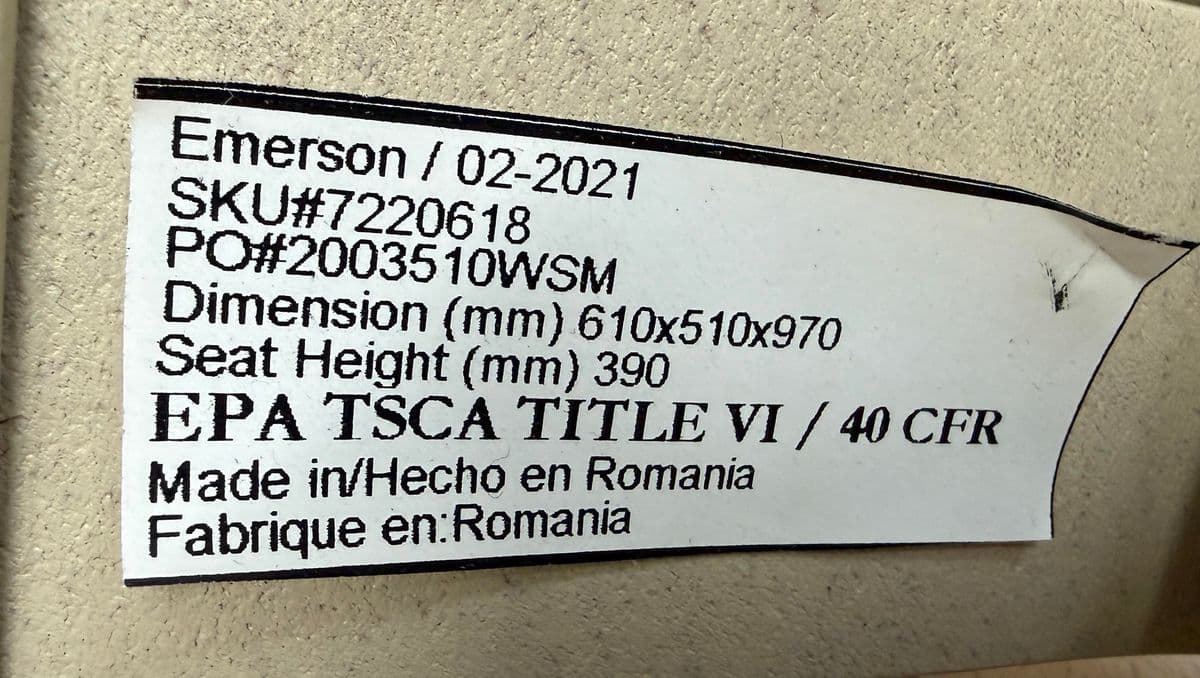 Emerson / 02-2021
SKU#7220618
PO#2003510WSM
Dimension (mm) 610x510x970
Seat Height (mm) 390
EPA TSCA TITLE VI / 40 CFR
Made in/Hecho en Romania
Fabrique en:Romania